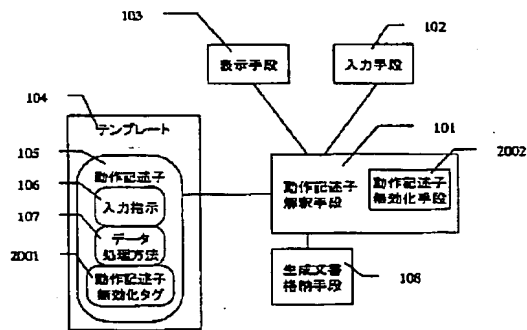 103
102
表示手段
入力手段
104
テンプレート
101
2002
105
動作記述子
106
入力指示
動作記述子
解釈手段
動作記述子
無効化手段
107
データ
処理方法
2001
動作記述子
無効化タグ
生成文書
格納手段
108